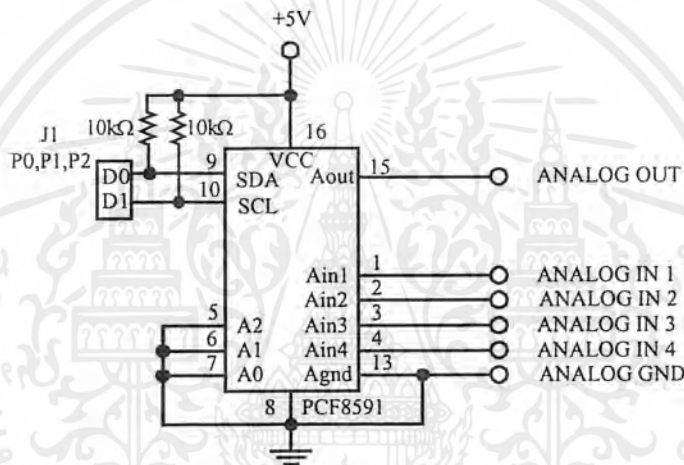 +5V
10kΩ
10kΩ
16
J1
P0,P1,P2
VCC
D0
9
SDA
Aout
15
ANALOG OUT
D1
10
SCL
Ain1
1
ANALOG IN 1
Ain2
2
ANALOG IN 2
5
A2
Ain3
3
ANALOG IN 3
6
A1
Ain4
4
ANALOG IN 4
7
A0
Agnd
13
ANALOG GND
8
PCF8591